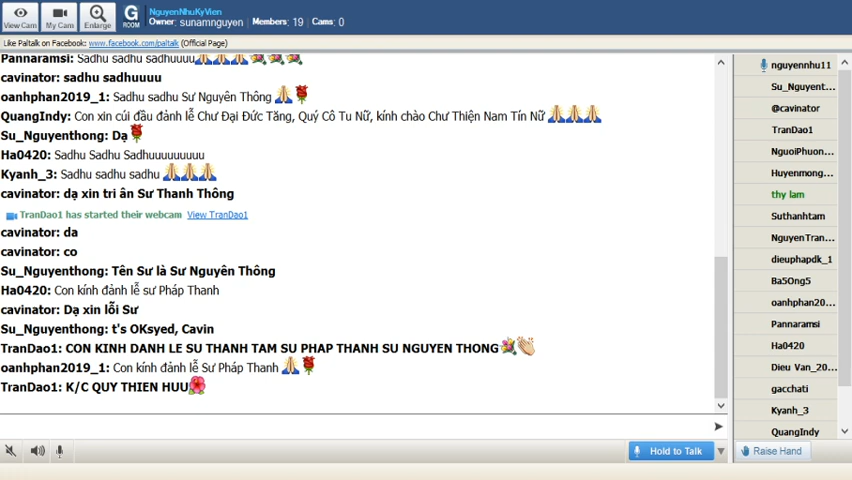 NguyenNhuKyVien
Owner: sunamnguyen Members: 19 Cams: 0
View Cam My Cam Enlarge G ROOM
Like Paltalk on Facebook: www.facebook.com/paltalk (Official Page)
Pannaramsi: Sadhu sadhu sadhuuuu
cavinator: sadhu sadhuuuu
oanhphan2019_1: Sadhu sadhu Sư Nguyên Thông
QuangIndy: Con xin cúi đầu đảnh lễ Chư Đại Đức Tăng, Quý Cô Tu Nữ, kính chào Chư Thiện Nam Tín Nữ
Su_Nguyenthong: Dạ
Ha0420: Sadhu Sadhu Sadhuuuuuuuuu
Kyanh_3: Sadhu sadhu sadhu
cavinator: dạ xin tri ân Sư Thanh Thông
TranDao1 has started their webcam View TranDao1
cavinator: da
cavinator: co
Su_Nguyenthong: Tên Sư là Sư Nguyên Thông
Ha0420: Con kính đảnh lễ sư Pháp Thanh
cavinator: Dạ xin lỗi Sư
Su_Nguyenthong: t's OKsyed, Cavin
TranDao1: CON KINH DANH LE SU THANH TAM SU PHAP THANH SU NGUYEN THONG
oanhphan2019_1: Con kính đảnh lễ Sư Pháp Thanh
TranDao1: K/C QUY THIEN HUU
nguyennhu11
Su_Nguyent...
@cavinator
TranDao1
NguoiPhuon...
Huyenmong...
thy lam
Suthanhtam
NguyenTran...
dieuphapdk_1
Ba5Ong5
oanhphan20...
Pannaramsi
Ha0420
Dieu Van_20...
gacchati
Kyanh_3
QuangIndy
Hold to Talk
Raise Hand